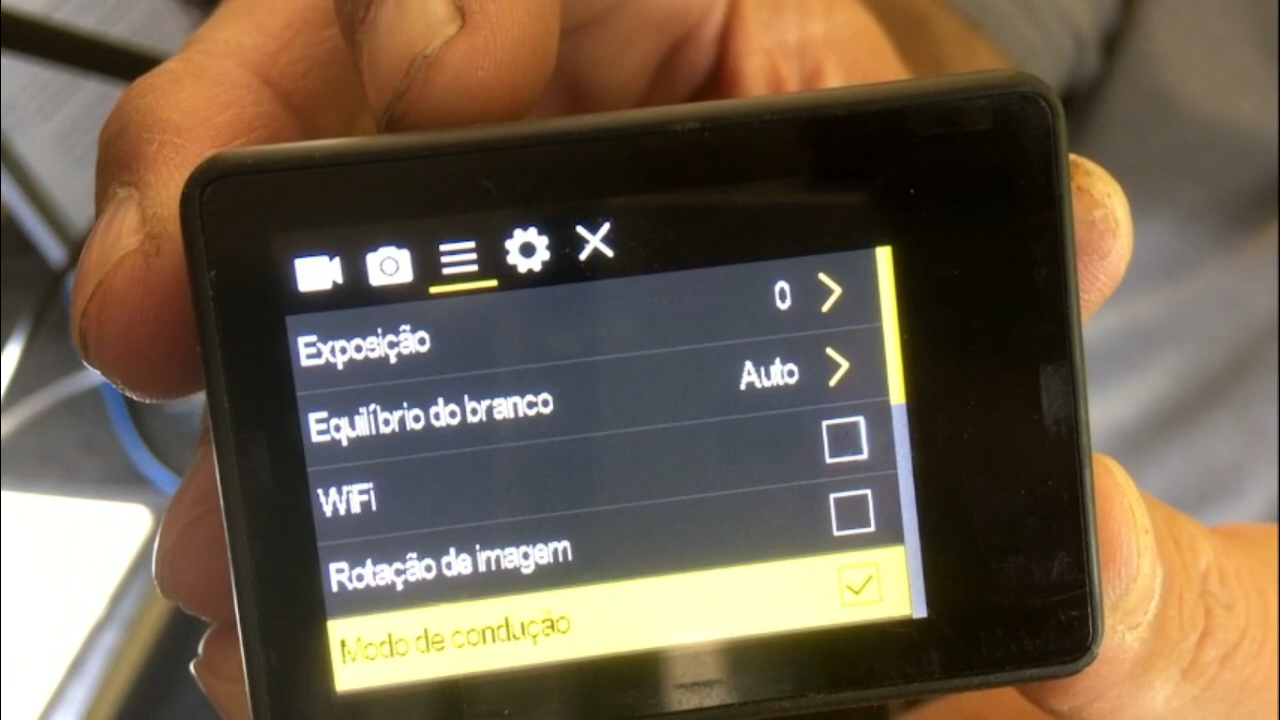 Exposição 0
Equilíbrio do branco Auto
WiFi
Rotação de imagem
Modo de condução